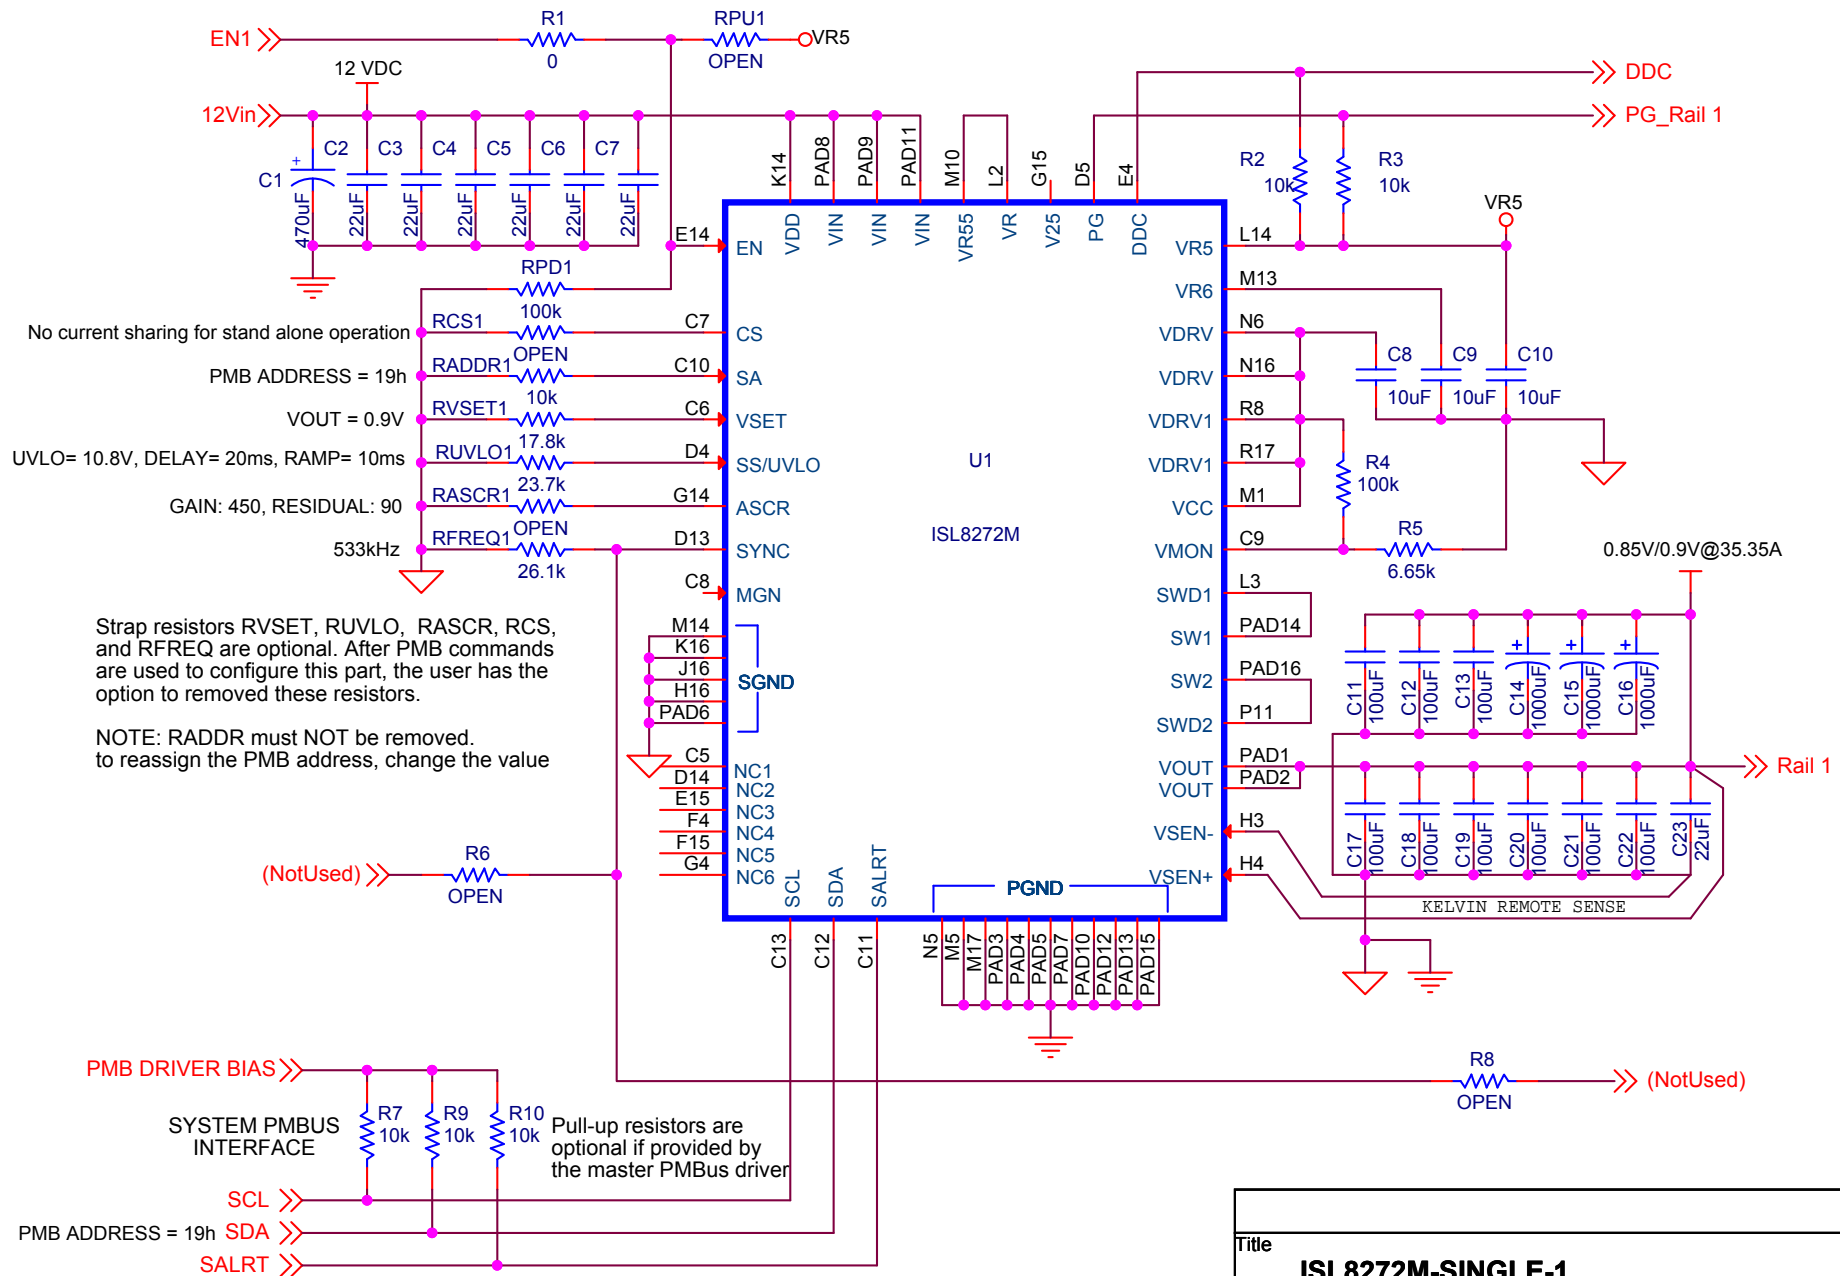 EN1
R1
0
RPU1
OPEN
VR5
12 VDC
12Vin
C1
470uF
C2
22uF
C3
22uF
C4
22uF
C5
22uF
C6
22uF
C7
22uF
K14
PAD8
PAD9
PAD11
M10
L2
G15
D5
E4
VDD
VIN
VIN
VIN
VR55
VR
V25
PG
DDC
DDC
PG_Rail 1
R2
10k
R3
10k
VR5
E14
EN
RPD1
100k
No current sharing for stand alone operation
RCS1
OPEN
C7
CS
PMB ADDRESS = 19h
RADDR1
10k
C10
SA
VOUT = 0.9V
RVSET1
17.8k
C6
VSET
UVLO= 10.8V, DELAY= 20ms, RAMP= 10ms
RUVLO1
23.7k
D4
SS/UVLO
GAIN: 450, RESIDUAL: 90
RASCR1
OPEN
G14
ASCR
533kHz
RFREQ1
26.1k
D13
SYNC
C8
MGN
Strap resistors RVSET, RUVLO, RASCR, RCS,
and RFREQ are optional. After PMB commands
are used to configure this part, the user has the
option to removed these resistors.
NOTE: RADDR must NOT be removed.
to reassign the PMB address, change the value
M14
K16
J16
H16
PAD6
SGND
C5
NC1
D14
NC2
E15
NC3
F4
NC4
F15
NC5
G4
NC6
U1
ISL8272M
L14
VR5
M13
VR6
N6
VDRV
N16
VDRV
R8
VDRV1
R17
VDRV1
M1
VCC
C9
VMON
L3
SWD1
PAD14
SW1
PAD16
SW2
P11
SWD2
PAD1
VOUT
PAD2
VOUT
H3
VSEN-
H4
VSEN+
C8
10uF
C9
10uF
C10
10uF
R4
100k
R5
6.65k
0.85V/0.9V@35.35A
C11
100uF
C12
100uF
C13
100uF
C14
1000uF
C15
1000uF
C16
1000uF
Rail 1
C17
100uF
C18
100uF
C19
100uF
C20
100uF
C21
100uF
C22
100uF
C23
22uF
KELVIN REMOTE SENSE
(NotUsed)
R6
OPEN
SCL
SDA
SALRT
PGND
C13
C12
C11
N5
M5
M17
PAD3
PAD4
PAD5
PAD7
PAD10
PAD12
PAD13
PAD15
R8
OPEN
(NotUsed)
PMB DRIVER BIAS
SYSTEM PMBUS
INTERFACE
R7
10k
R9
10k
R10
10k
Pull-up resistors are
optional if provided by
the master PMBus driver
SCL
PMB ADDRESS = 19h
SDA
SALRT
Title
ISL8272M-SINGLE-1